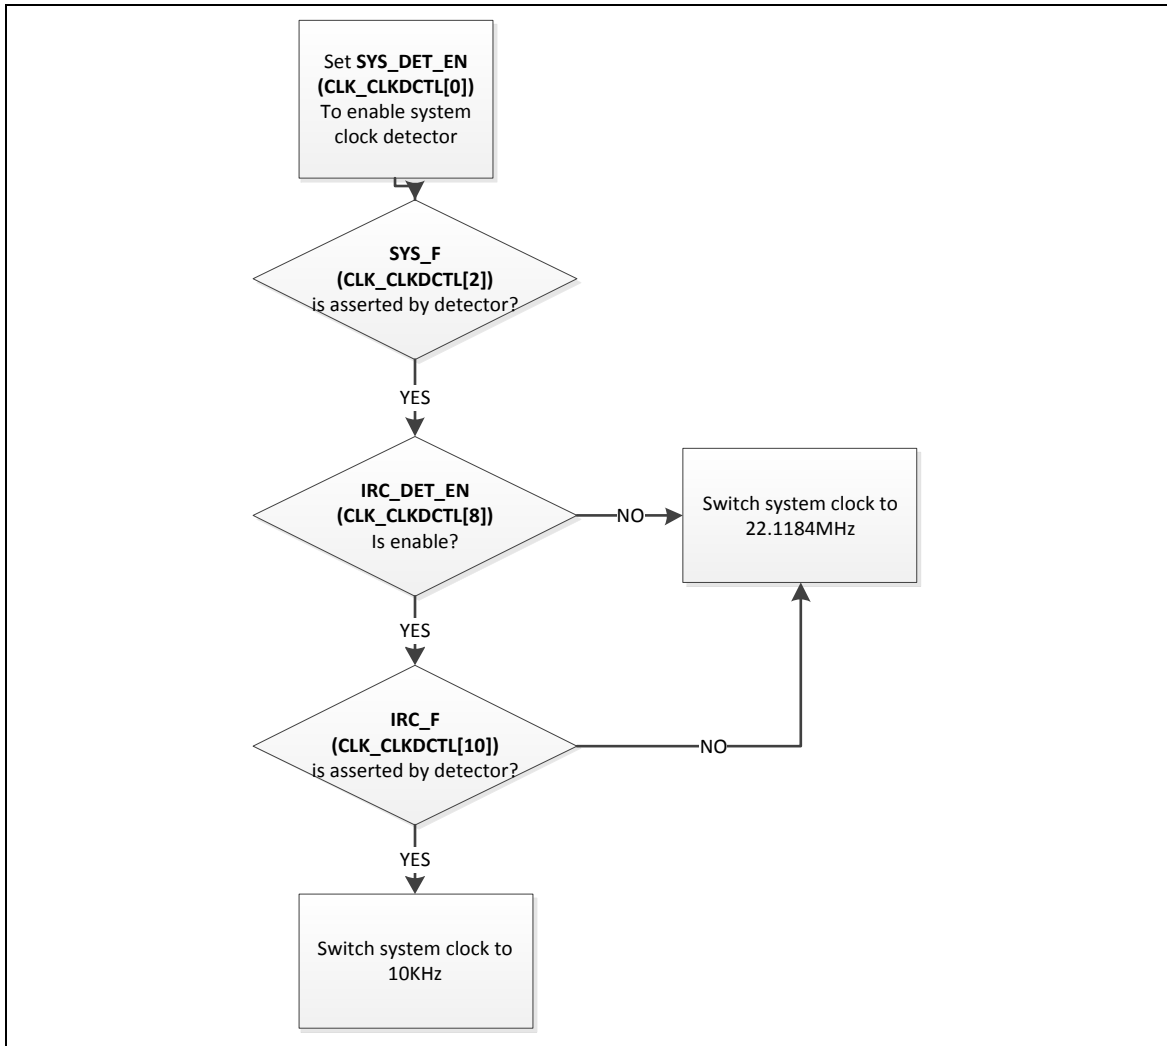 Set SYS_DET_EN
(CLK_CLKDCTL[0])
To enable system
clock detector
SYS_F
(CLK_CLKDCTL[2])
is asserted by detector?
YES
IRC_DET_EN
(CLK_CLKDCTL[8])
Is enable?
NO
Switch system clock to
22.1184MHz
YES
IRC_F
(CLK_CLKDCTL[10])
is asserted by detector?
NO
YES
Switch system clock to
10KHz